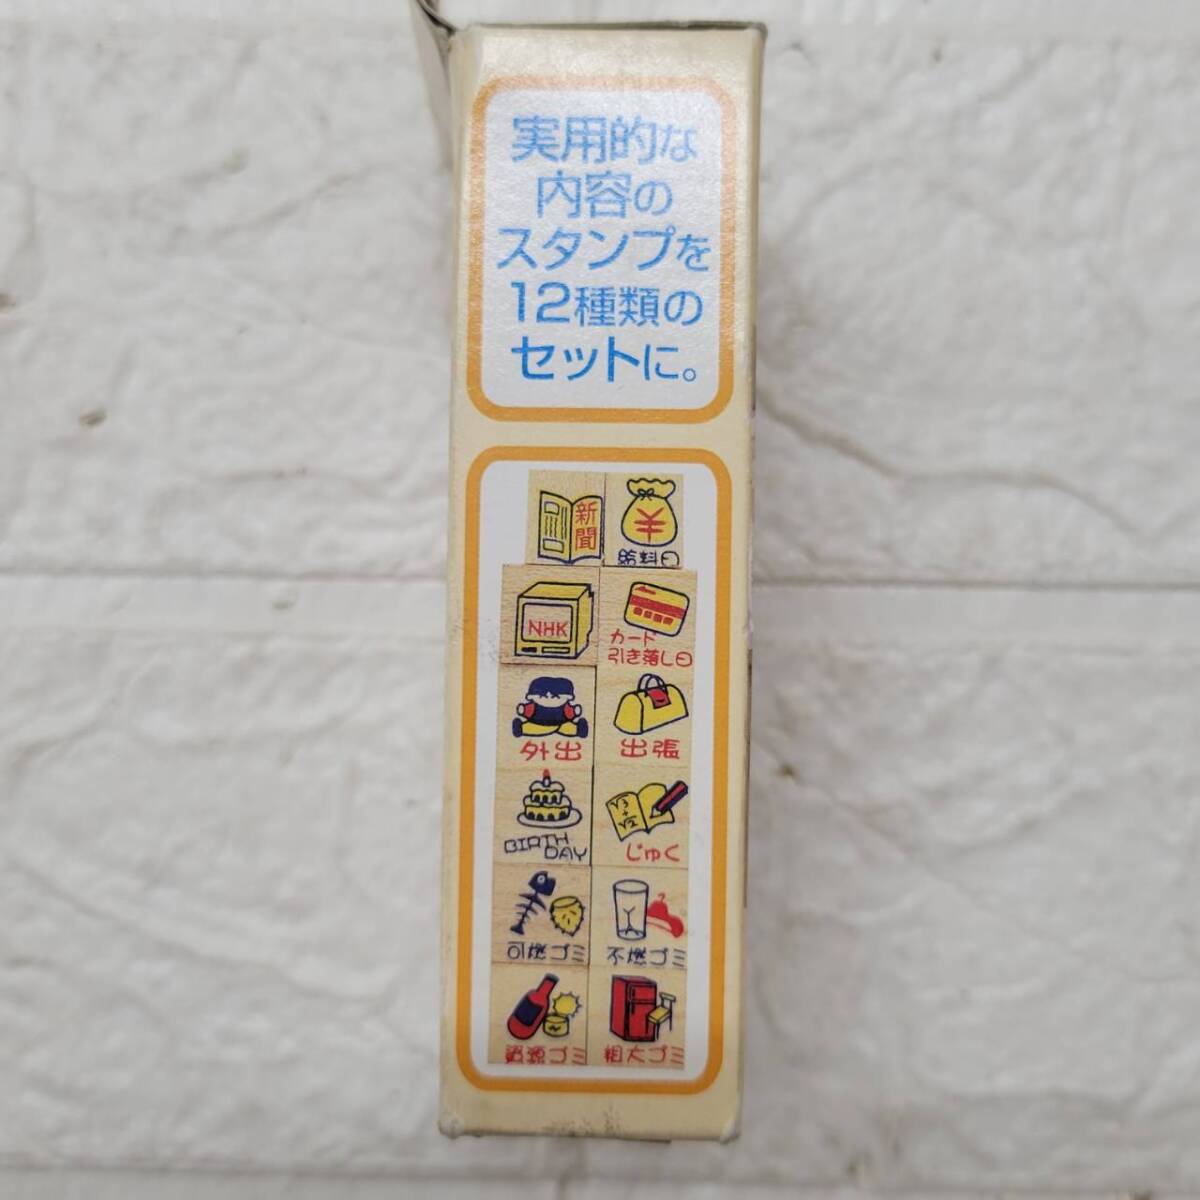 実用的な
内容の
スタンプを
12種類の
セットに。
新聞
¥
給料日
NHK
カード
引き落し日
外出
出張
BIRTH
DAY
√3
+√2
じゅく
可燃ゴミ
不燃ゴミ
資源ゴミ
粗大ゴミ